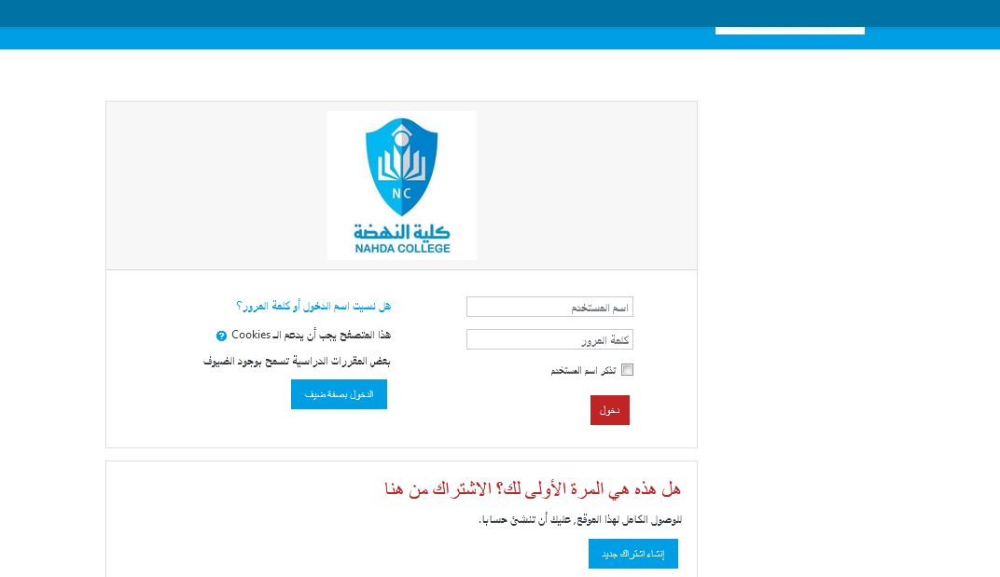 NC
كلية النهضة
NAHDA COLLEGE
اسم المستخدم
كلمة المرور
تذكر اسم المستخدم
دخول
هل نسيت اسم الدخول أو كلمة المرور؟
هذا المتصفح يجب أن يدعم الـ Cookies
بعض المقررات الدراسية تسمح بوجود الضيوف
الدخول بصفة ضيف
هل هذه هي المرة الأولى لك؟ الاشتراك من هنا
للوصول الكامل لهذا الموقع, عليك أن تنشئ حسابا.
إنشاء اشتراك جديد